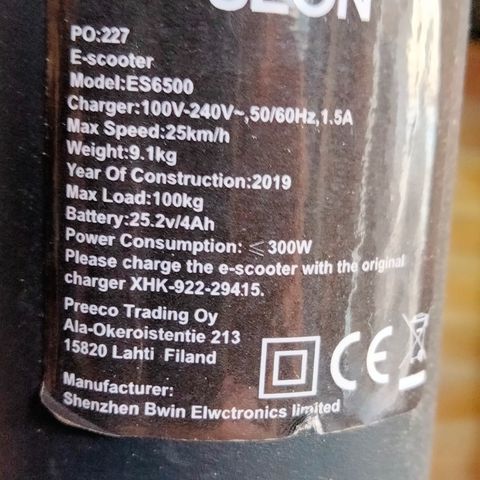 PO:227
E-scooter
Model:ES6500
Charger:100V-240V~,50/60Hz,1.5A
Max Speed:25km/h
Weight:9.1kg
Year Of Construction:2019
Max Load:100kg
Battery:25.2v/4Ah
Power Consumption: ≤300W
Please charge the e-scooter with the original
charger XHK-922-29415.
Preeco Trading Oy
Ala-Okeroistentie 213
15820 Lahti Filand
CE
Manufacturer:
Shenzhen Bwin Elwctronics limited